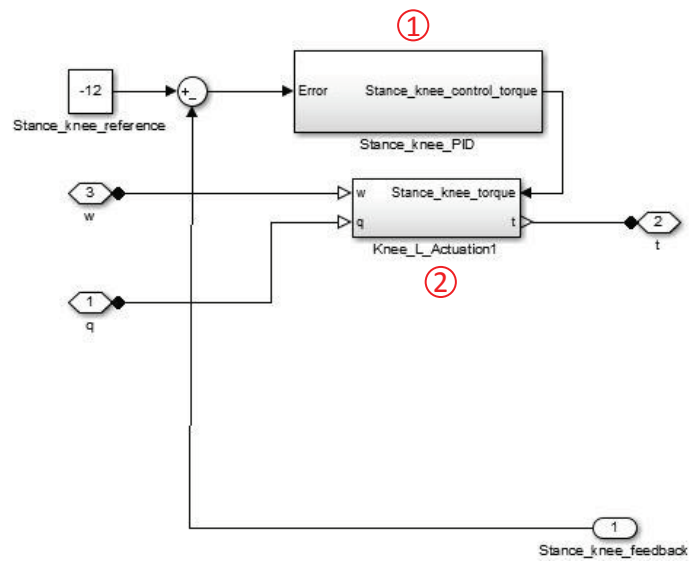 ①
-12
+
-
Error
Stance_knee_control_torque
Stance_knee_reference
Stance_knee_PID
3
w
w
Stance_knee_torque
q
t
2
t
Knee_L_Actuation1
②
1
q
1
Stance_knee_feedback